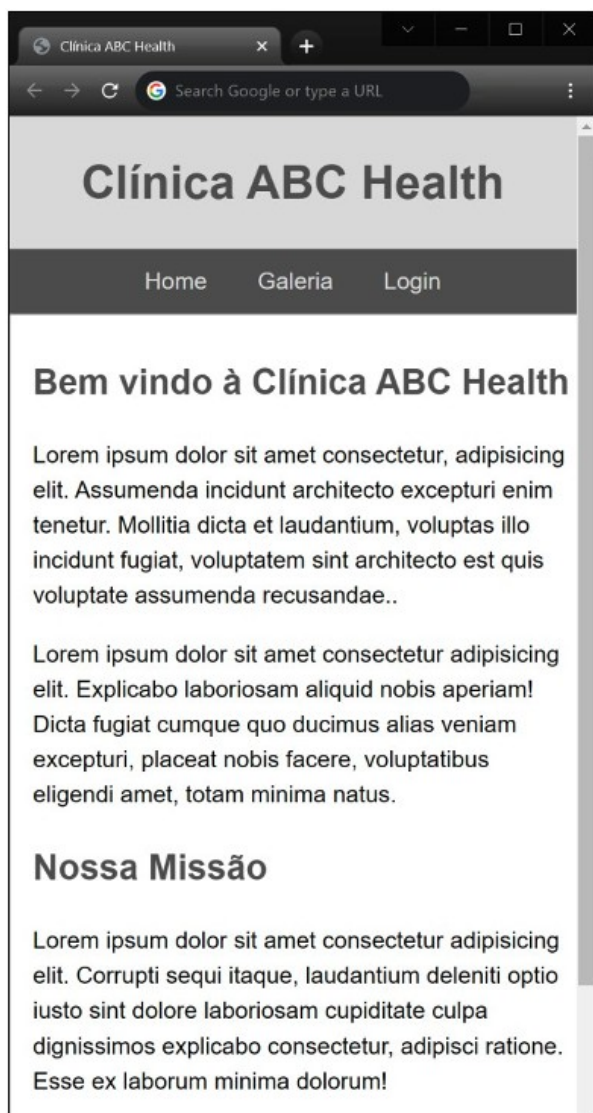 Clínica ABC Health
Search Google or type a URL
Clínica ABC Health
Home Galeria Login
Bem vindo à Clínica ABC Health
Lorem ipsum dolor sit amet consectetur, adipisicing
elit. Assumenda incidunt architecto excepturi enim
tenetur. Mollitia dicta et laudantium, voluptas illo
incidunt fugiat, voluptatem sint architecto est quis
voluptate assumenda recusandae..
Lorem ipsum dolor sit amet consectetur adipisicing
elit. Explicabo laboriosam aliquid nobis aperiam!
Dicta fugiat cumque quo ducimus alias veniam
excepturi, placeat nobis facere, voluptatibus
eligendi amet, totam minima natus.
Nossa Missão
Lorem ipsum dolor sit amet consectetur adipisicing
elit. Corrupti sequi itaque, laudantium deleniti optio
iusto sint dolore laboriosam cupiditate culpa
dignissimos explicabo consectetur, adipisci ratione.
Esse ex laborum minima dolorum!